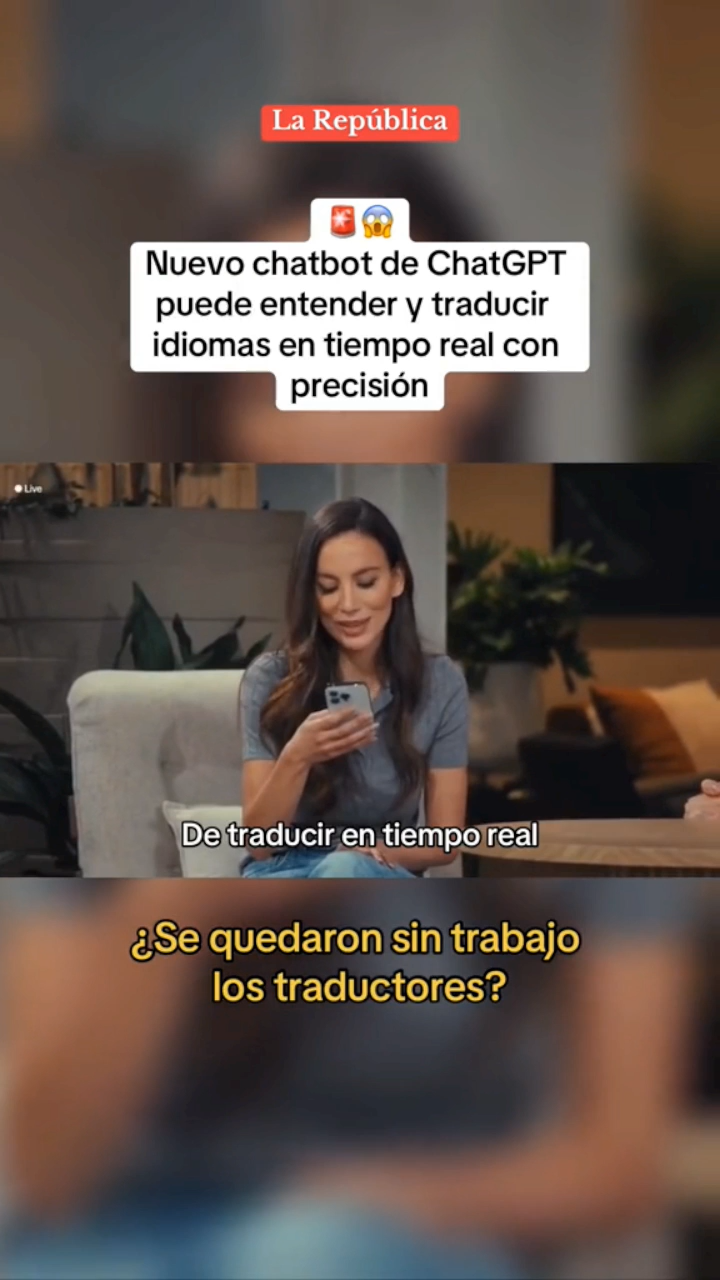 La República
🚨😱
Nuevo chatbot de ChatGPT
puede entender y traducir
idiomas en tiempo real con
precisión
Live
De traducir en tiempo real
¿Se quedaron sin trabajo
los traductores?